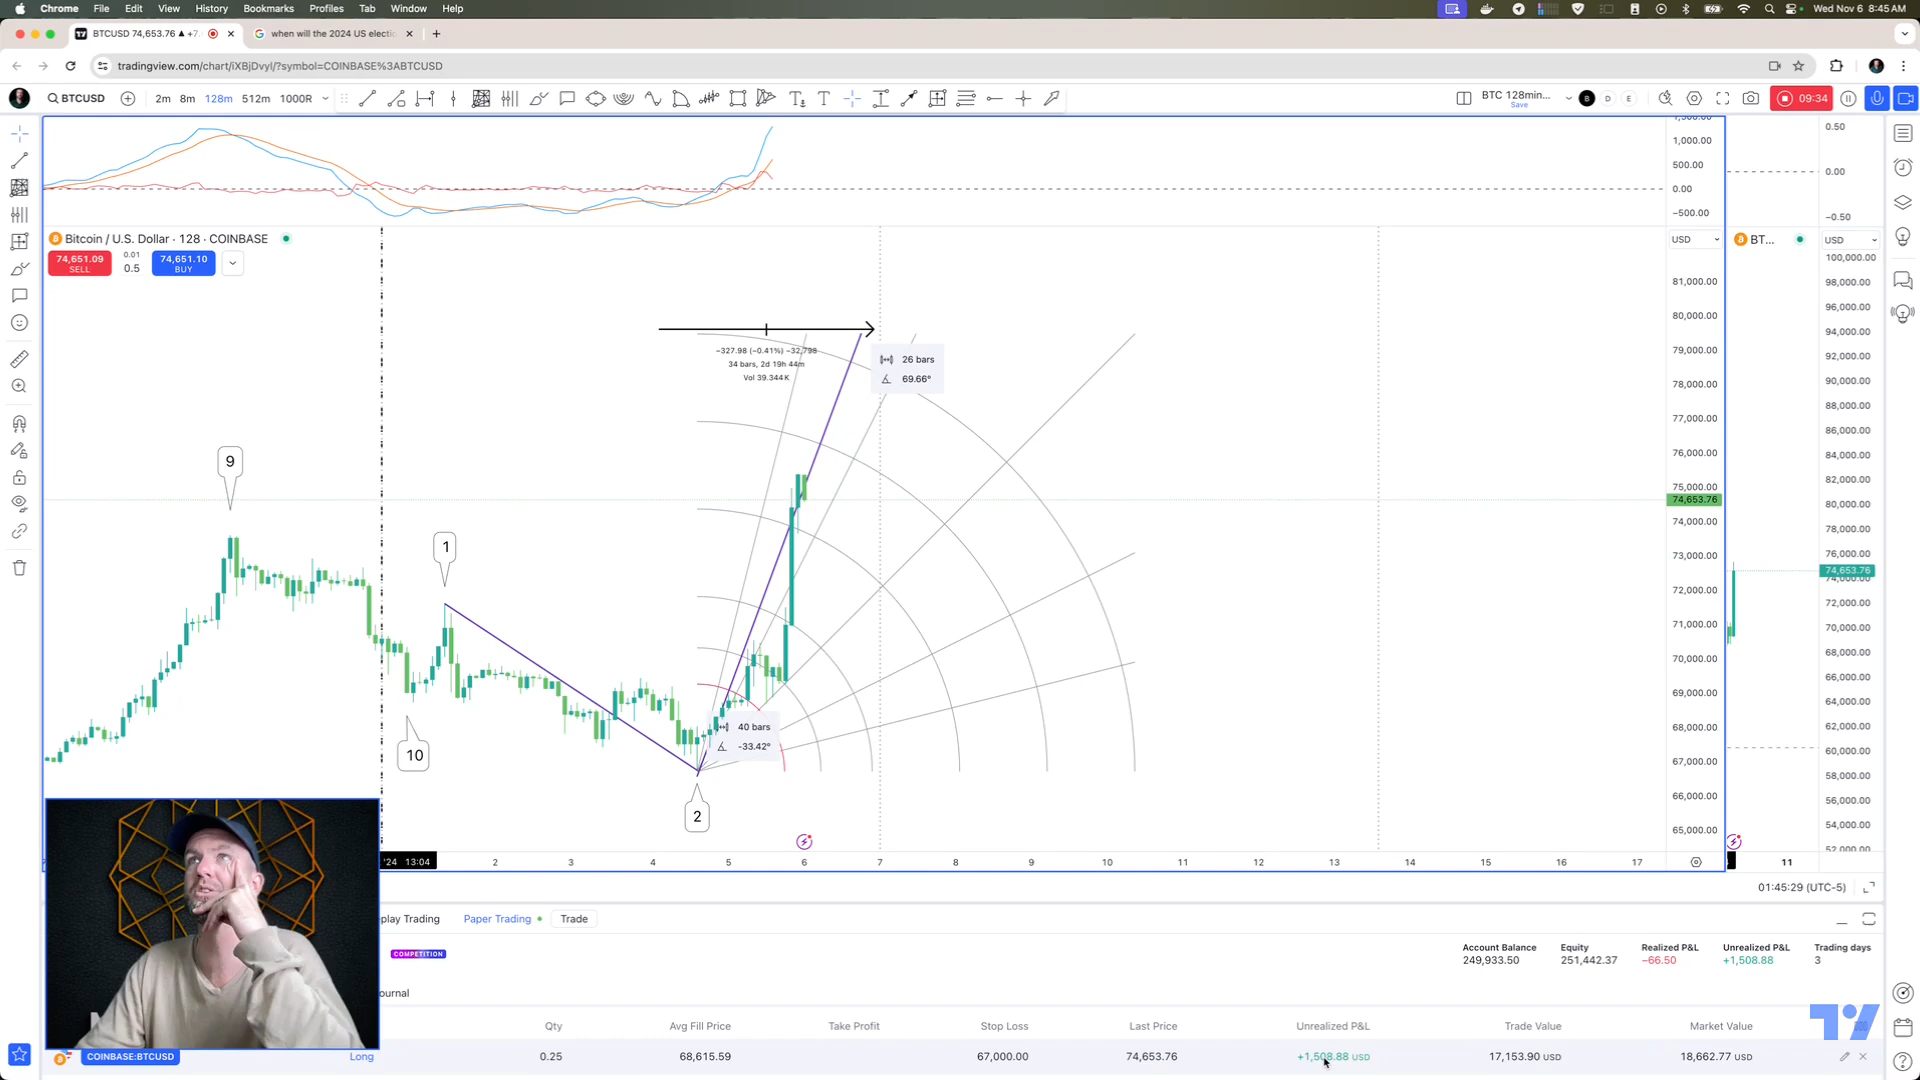 Chrome File Edit View History Bookmarks Profiles Tab Window Help Wed Nov 6 8:45 AM
BTCUSD 74,653.76 ▲ +7. when will the 2024 US electi
tradingview.com/chart/iXBjDvyl/?symbol=COINBASE%3ABTCUSD
BTCUSD 2m 8m 128m 512m 1000R BTC 128min... Save B D E 09:34
1,500.00
1,000.00
500.00
0.00
−500.00
0.50
0.00
−0.50
Bitcoin / U.S. Dollar · 128 · COINBASE
USD
BT...
USD
74,651.09
SELL
0.01
0.5
74,651.10
BUY
−327.98 (−0.41%) −32,798
34 bars, 2d 19h 44m
Vol 39.344K
26 bars
69.66°
9
1
10
40 bars
-33.42°
2
81,000.00
80,000.00
79,000.00
78,000.00
77,000.00
76,000.00
75,000.00
74,653.76
74,000.00
73,000.00
72,000.00
71,000.00
70,000.00
69,000.00
68,000.00
67,000.00
66,000.00
65,000.00
100,000.00
98,000.00
96,000.00
94,000.00
92,000.00
90,000.00
88,000.00
86,000.00
84,000.00
82,000.00
80,000.00
78,000.00
76,000.00
74,653.76
74,000.00
72,000.00
70,000.00
68,000.00
66,000.00
64,000.00
62,000.00
60,000.00
58,000.00
56,000.00
54,000.00
52,000.00
'24 13:04 2 3 4 5 6 7 8 9 10 11 12 13 14 15 16 17 11
01:45:29 (UTC-5)
play Trading Paper Trading Trade
COMPETITION
Account Balance Equity Realized P&L Unrealized P&L Trading days
249,933.50 251,442.37 −66.50 +1,508.88 3
ournal
Qty Avg Fill Price Take Profit Stop Loss Last Price Unrealized P&L Trade Value Market Value
COINBASE:BTCUSD Long 0.25 68,615.59 67,000.00 74,653.76 +1,508.88 USD 17,153.90 USD 18,662.77 USD